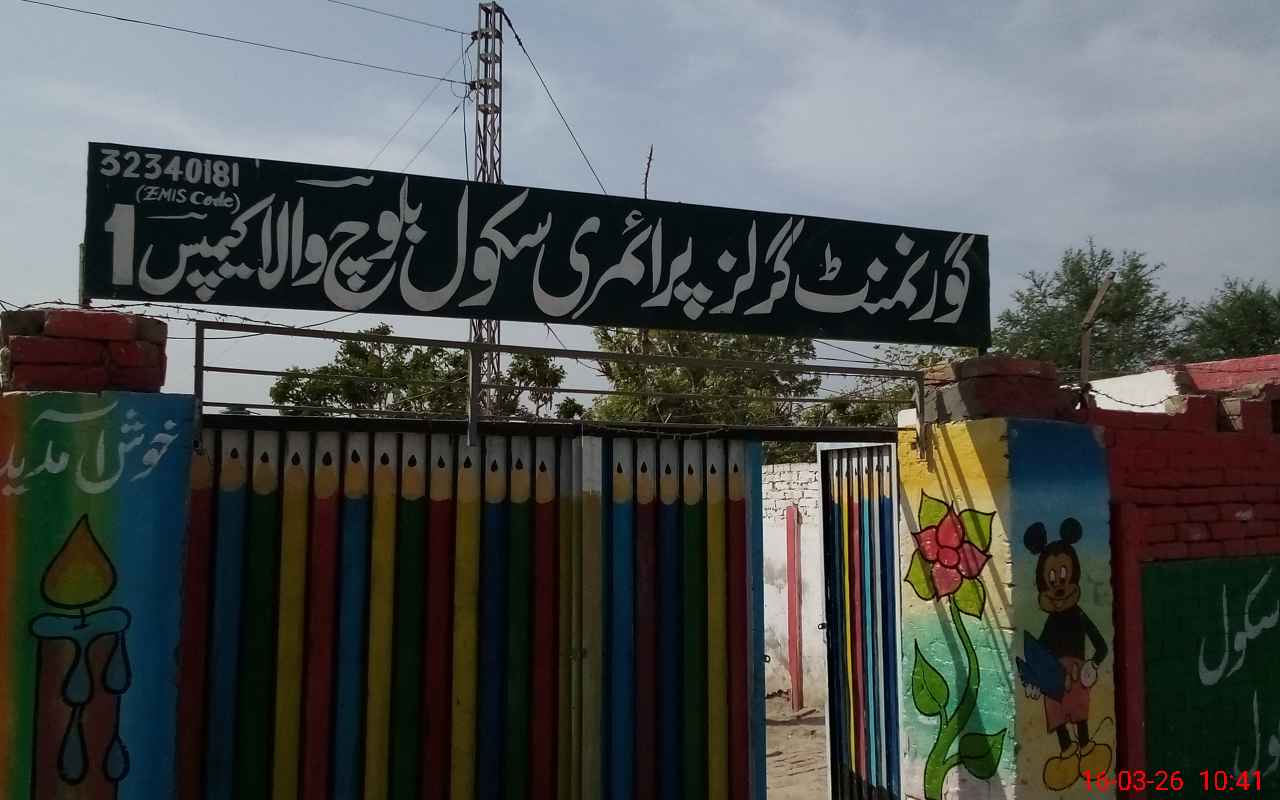 32340181
(EMIS Code)
گورنمنٹ گرلز پرائمری سکول بلوچ والا کیمپس 1
خوش آمدید
سکول
16-03-26 10:41